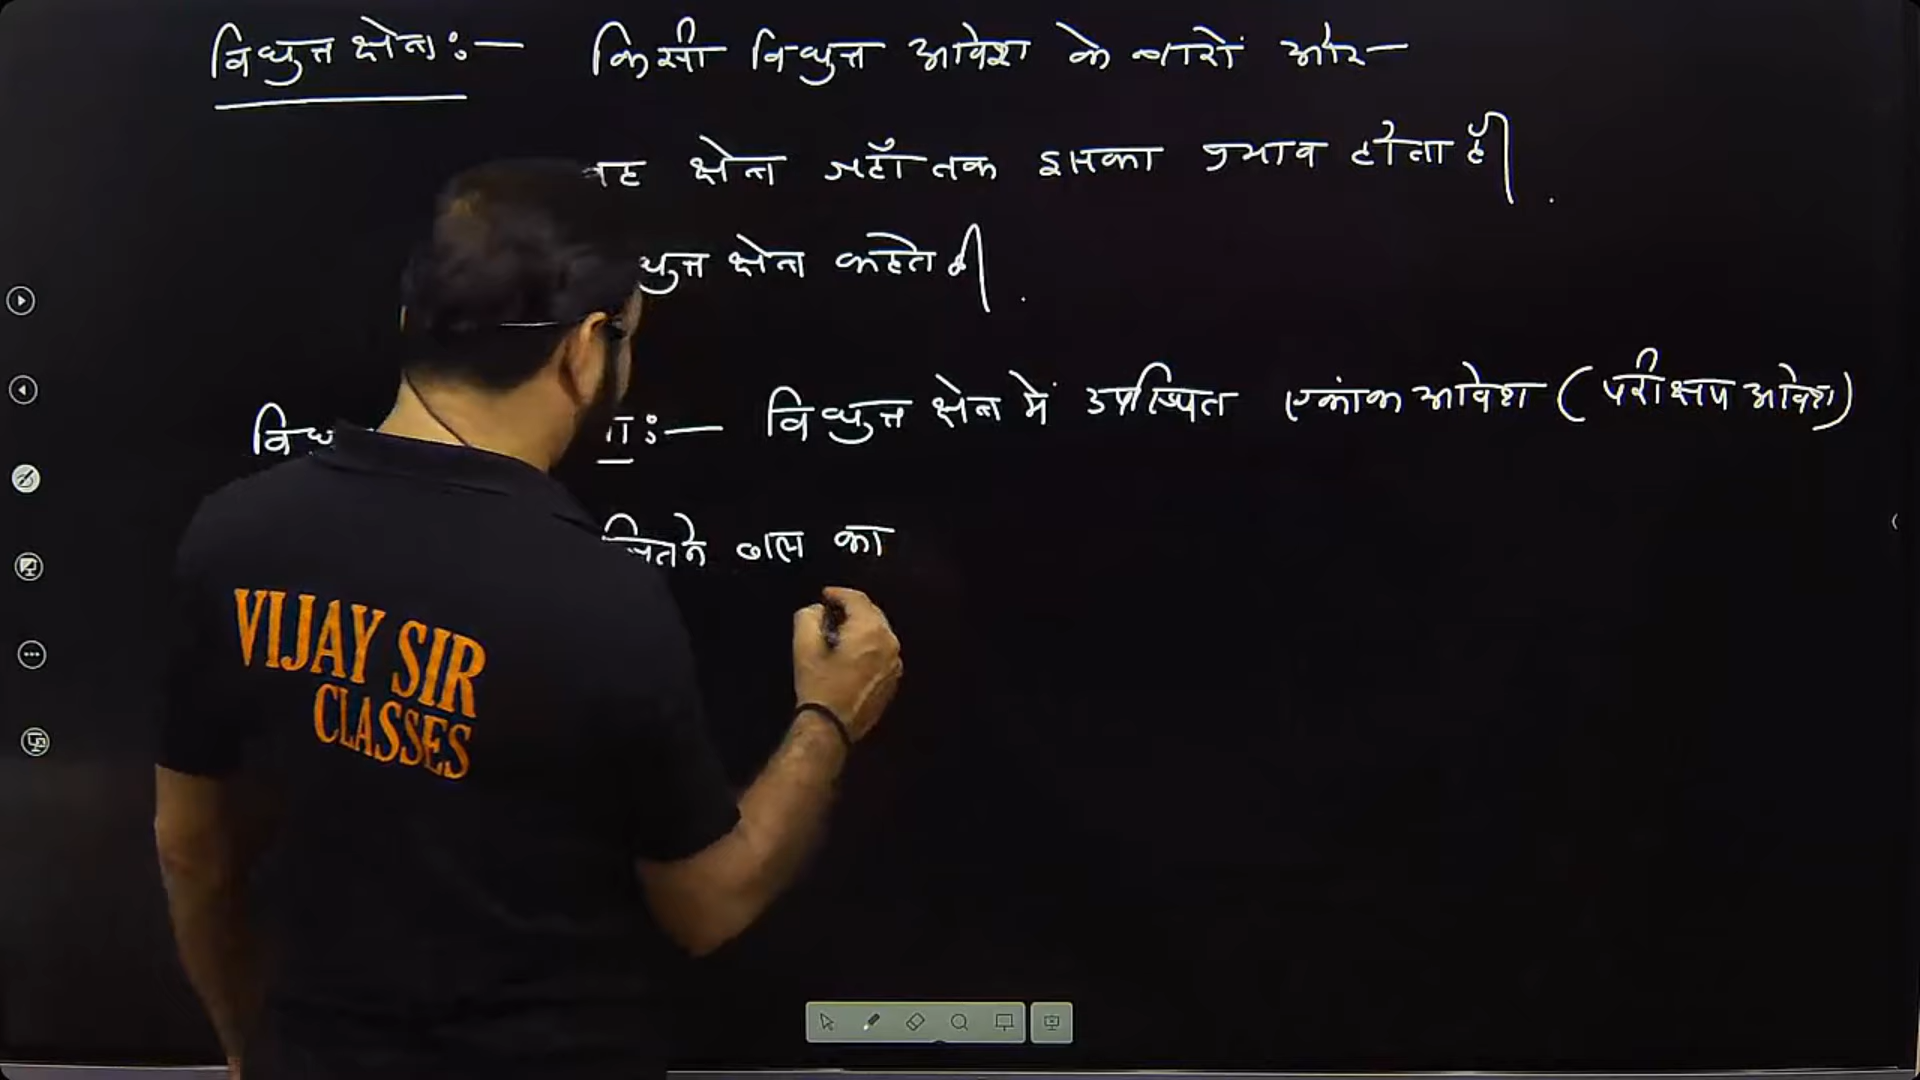 विद्युत क्षेत्र :— किसी विद्युत आवेश के चारों ओर—
वह क्षेत्र जहाँ तक इसका प्रभाव होता है।
क्षेत्र कहते है।
:— विद्युत क्षेत्र में उपस्थित एकांक आवेश (परीक्षण आवेश)
जितने बल का
VIJAY SIR
CLASSES